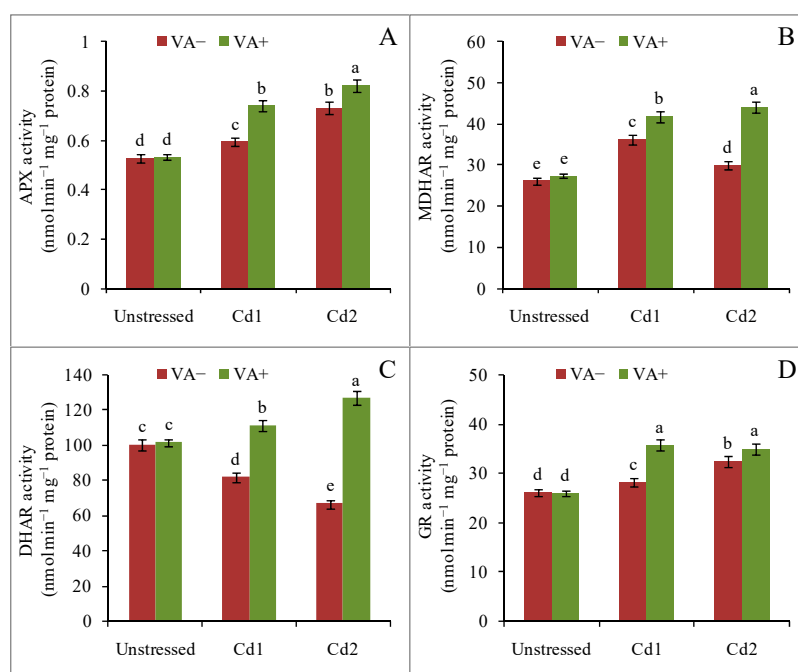 A
VA− VA+
APX activity
(nmol min⁻¹ mg⁻¹ protein)
1
0.8
0.6
0.4
0.2
0
d d c b b a
Unstressed Cd1 Cd2
B
VA− VA+
MDHAR activity
(nmol min⁻¹ mg⁻¹ protein)
60
50
40
30
20
10
0
e e c b d a
Unstressed Cd1 Cd2
C
VA− VA+
DHAR activity
(nmol min⁻¹ mg⁻¹ protein)
140
120
100
80
60
40
20
0
c c d b e a
Unstressed Cd1 Cd2
D
VA− VA+
GR activity
(nmol min⁻¹ mg⁻¹ protein)
50
40
30
20
10
0
d d c a b a
Unstressed Cd1 Cd2